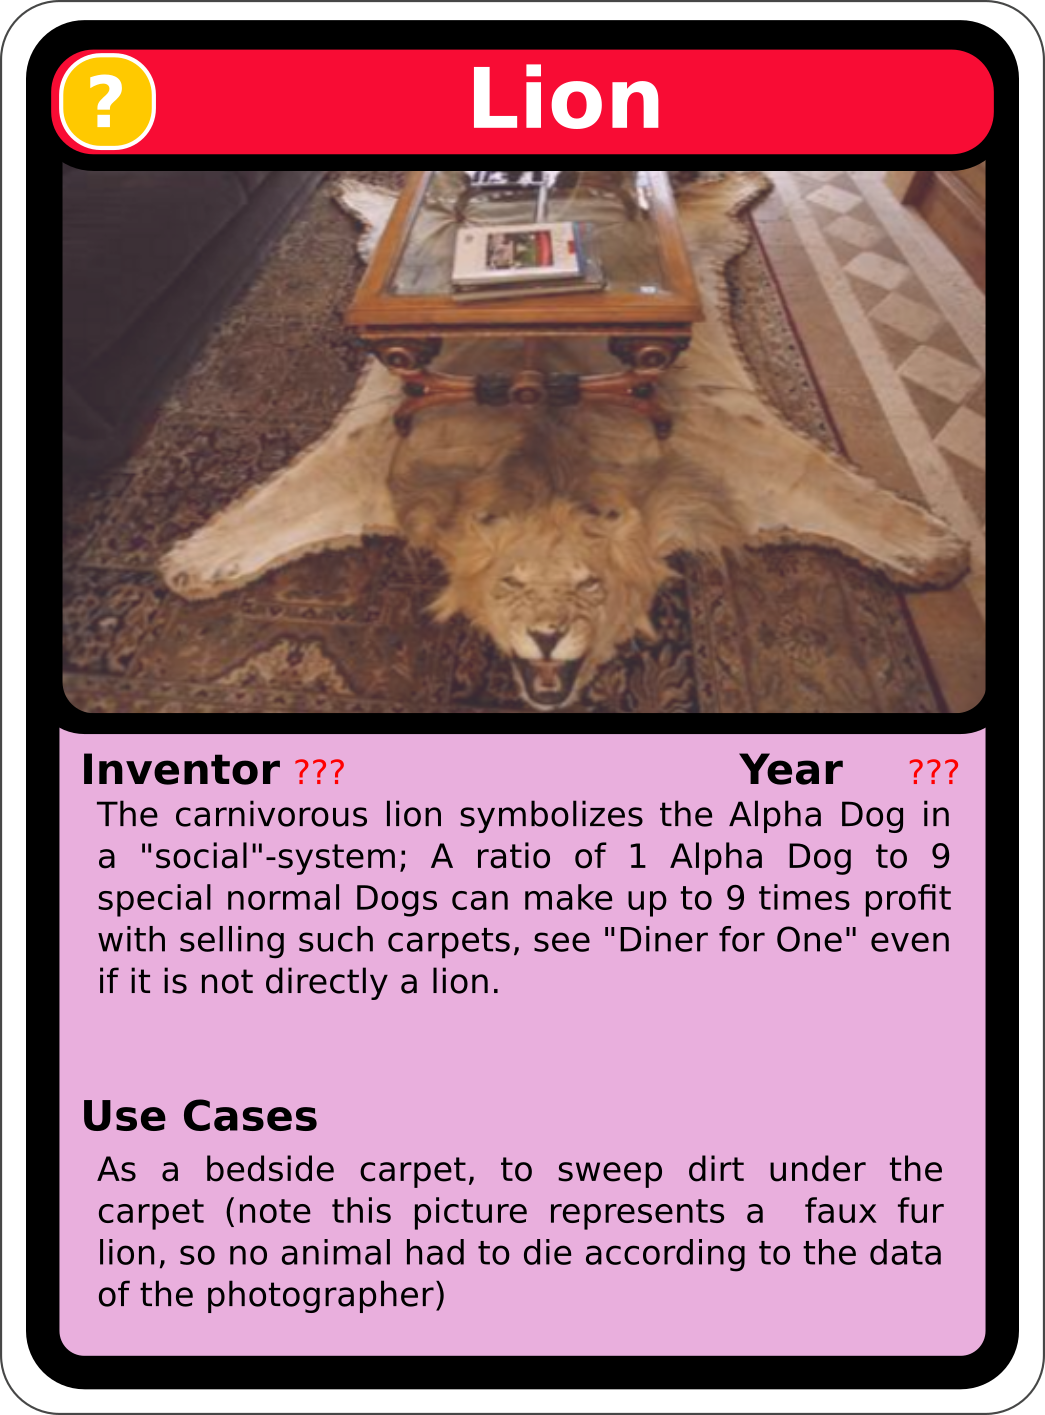 ?
Lion
Inventor ??? Year ???
The carnivorous lion symbolizes the Alpha Dog in
a "social"-system; A ratio of 1 Alpha Dog to 9
special normal Dogs can make up to 9 times profit
with selling such carpets, see "Diner for One" even
if it is not directly a lion.
Use Cases
As a bedside carpet, to sweep dirt under the
carpet (note this picture represents a faux fur
lion, so no animal had to die according to the data
of the photographer)